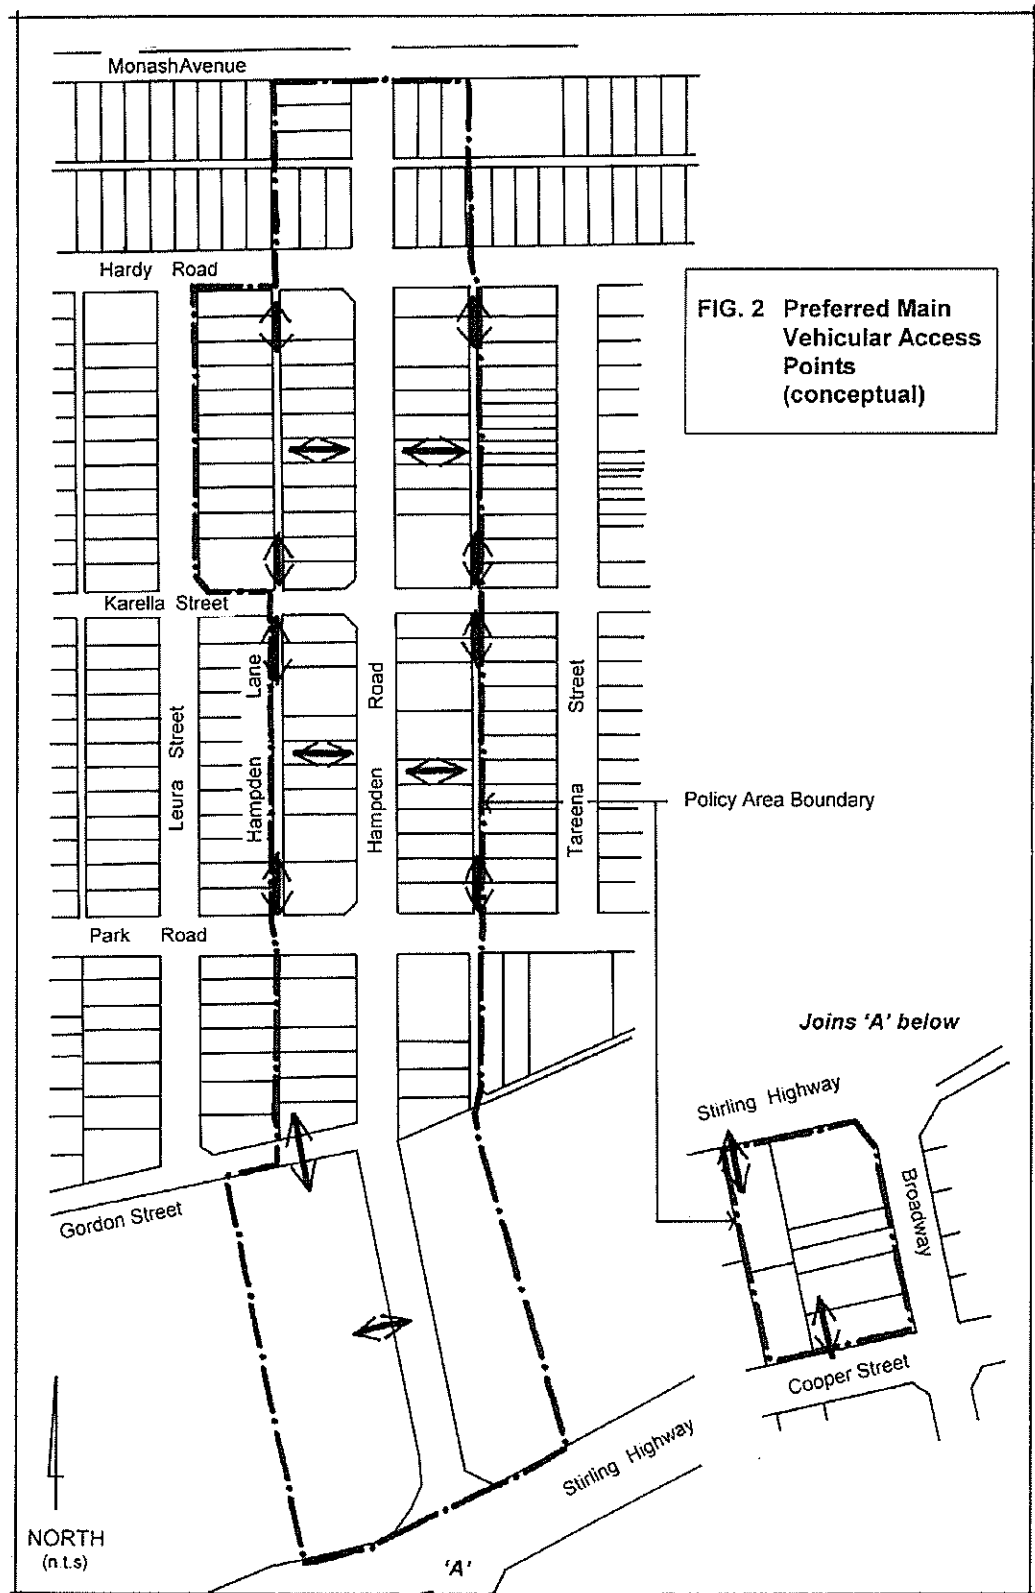 MonashAvenue
Hardy Road
FIG. 2 Preferred Main
Vehicular Access
Points
(conceptual)
Karella Street
Leura Street
Hampden Lane
Hampden Road
Tareena Street
Policy Area Boundary
Park Road
Joins 'A' below
Stirling Highway
Broadway
Gordon Street
Cooper Street
Stirling Highway
NORTH
(n.t.s)
'A'